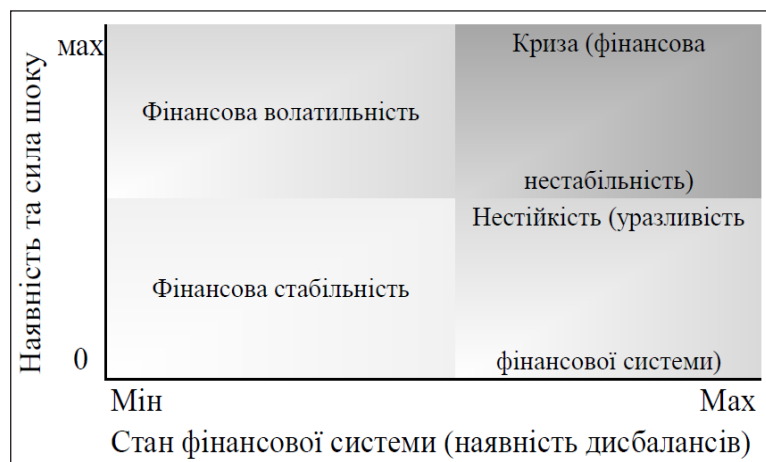 Наявність та сила шоку
мах
0
Фінансова волатильність
Криза (фінансова
нестабільність)
Фінансова стабільність
Нестійкість (уразливість
фінансової системи)
Мін
Мах
Стан фінансової системи (наявність дисбалансів)